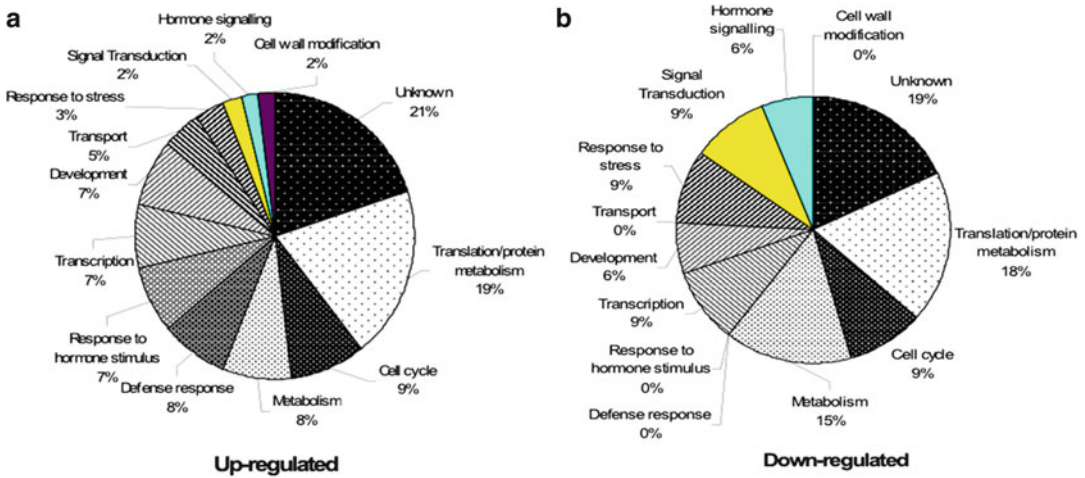 a
Hormone signalling
2%
Cell wall modification
2%
Signal Transduction
2%
Response to stress
3%
Transport
5%
Development
7%
Transcription
7%
Response to
hormone stimulus
7%
Defense response
8%
Metabolism
8%
Cell cycle
9%
Translation/protein
metabolism
19%
Unknown
21%
Up-regulated
b
Hormone
signalling
6%
Cell wall
modification
0%
Unknown
19%
Signal
Transduction
9%
Response to
stress
9%
Transport
0%
Development
6%
Transcription
9%
Response to
hormone stimulus
0%
Defense response
0%
Metabolism
15%
Cell cycle
9%
Translation/protein
metabolism
18%
Down-regulated